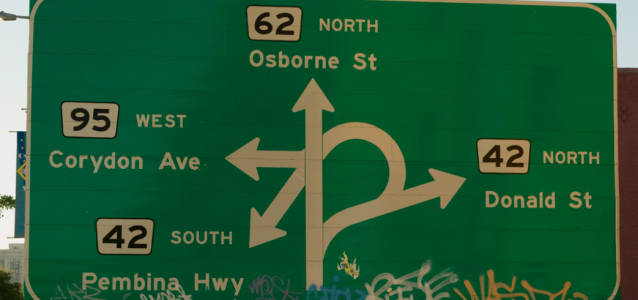 62 NORTH
Osborne St
95 WEST
Corydon Ave
42 NORTH
Donald St
42 SOUTH
Pembina Hwy